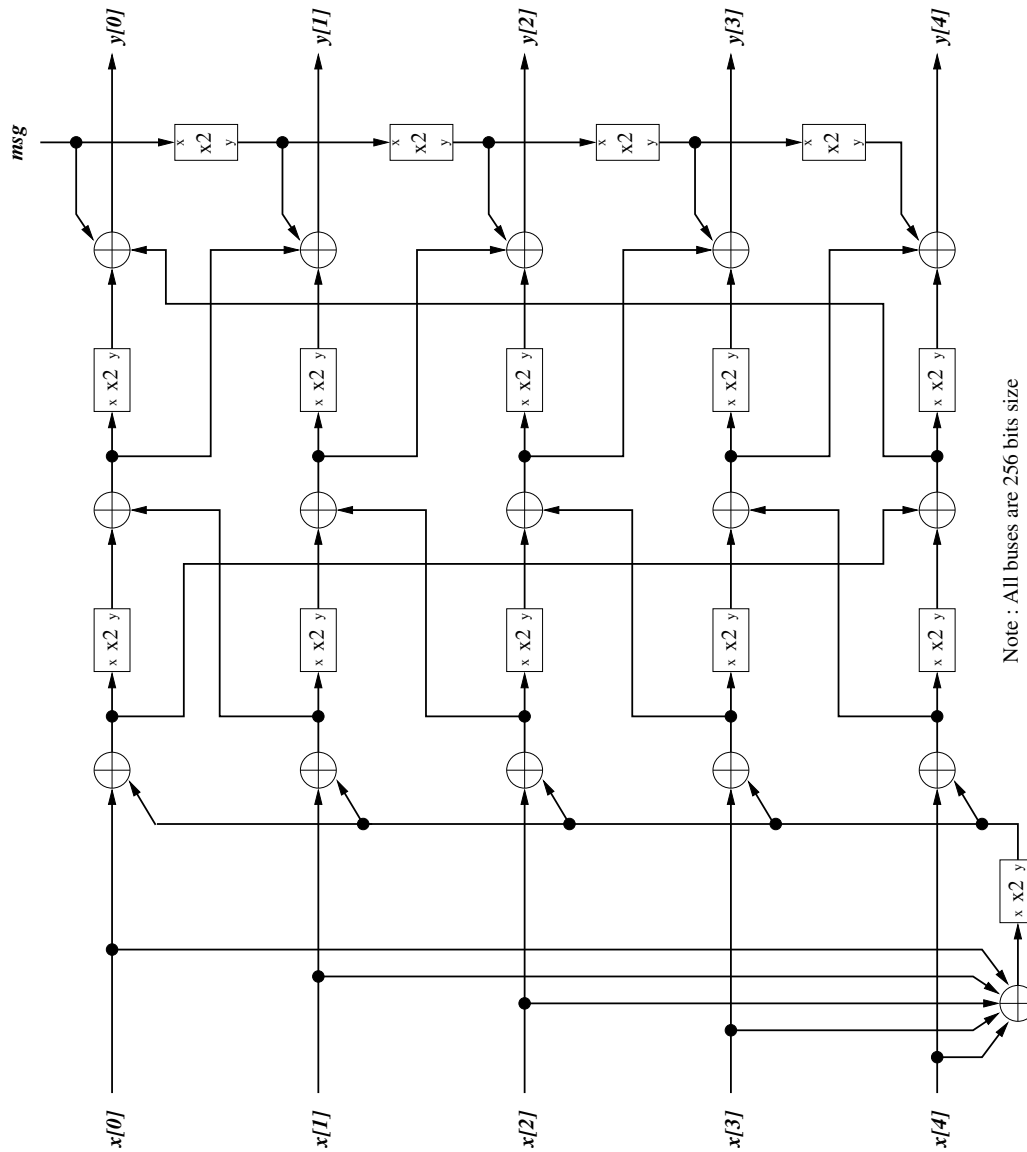 msg
x[0] x x2 y x x2 y y[0]
x x2 y
x[1] x x2 y x x2 y y[1]
x x2 y
x[2] x x2 y x x2 y y[2]
x x2 y
x[3] x x2 y x x2 y y[3]
x x2 y
x[4] x x2 y x x2 y y[4]
x x2 y
Note : All buses are 256 bits size